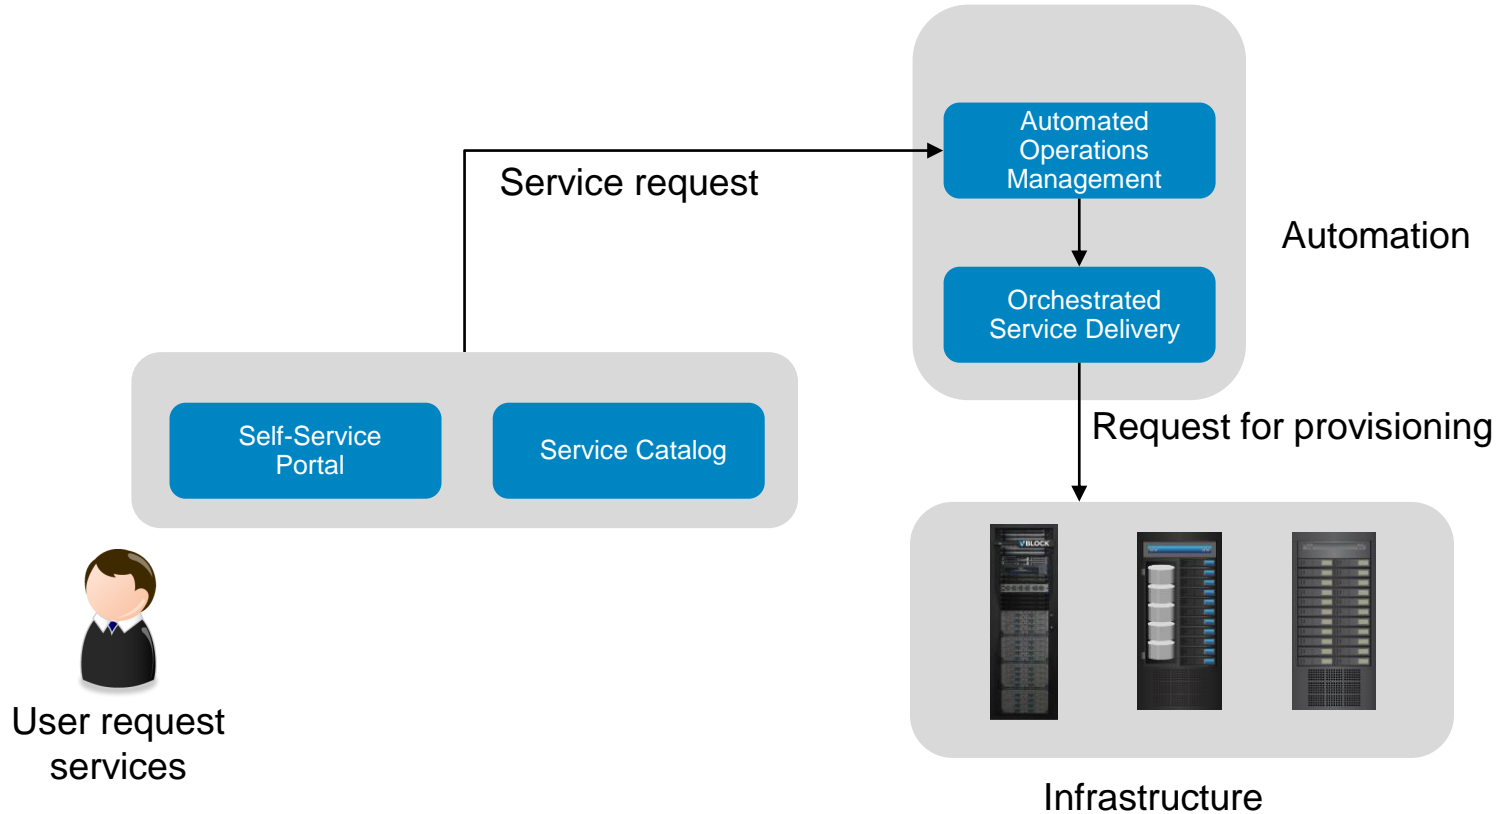 Automated
Operations
Management
Service request
Automation
Orchestrated
Service Delivery
Self-Service
Portal
Service Catalog
Request for provisioning
VBLOCK
User request
services
Infrastructure